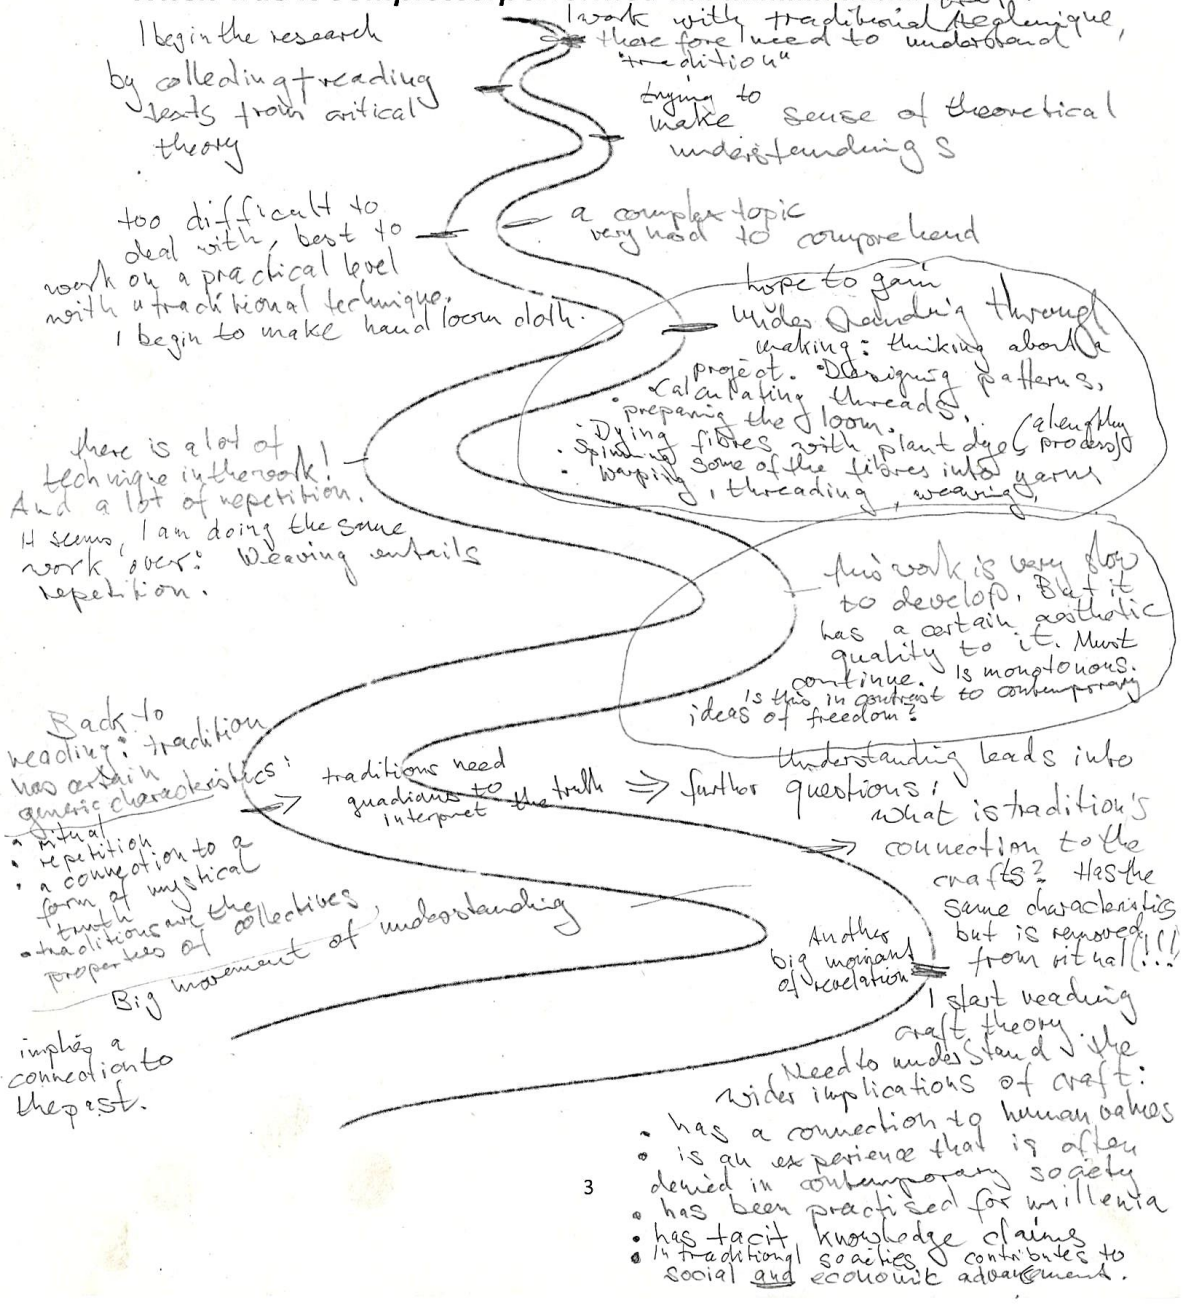 I work with traditional technique,
therefore I need to understand
"tradition"
I begin the research
by collecting + reading
texts from critical
theory
trying to
make sense of theoretical
understandings
too difficult to
deal with, best to
work on a practical level
with a traditional technique.
I begin to make handloom cloth.
a complex topic
very hard to comprehend
hope to gain
understanding through
making: thinking about a
project. Designing patterns,
• Calculating threads,
preparing the loom.
• Dying fibres with plant dye (a lengthy process)
• Spinning some of the fibres into yarns
• Warping, threading, weaving
there is a lot of
technique in the work!
And a lot of repetition.
It seems, I am doing the same
work over: Weaving entails
repetition.
this work is very slow
to develop. But it
has a certain aesthetic
quality to it. Must
continue. Is monotonous.
Is this in contrast to contemporary
ideas of freedom?
Back to
reading: tradition
has certain
generic characteristics:
• ritual
• repetition
• a connection to a
form of mystical
truth
• traditions are the
properties of collectives,
Big movement of understanding
implies a
connection to
the past.
traditions need
guadians to
interpret the truth ⇒ further questions:
Understanding leads into
What is tradition's
connection to the
crafts? Has the
same characteristics
but is removed
from ritual!!!
Another
big momant
of revelation
I start reading
craft theory.
Need to understand the
wider implications of craft:
• has a connection to human values
• is an experience that is often
denied in contemporary society
• has been practised for millenia
• has tacit knowledge claims
• In traditional societies contributes to
social and economic advancement.
3